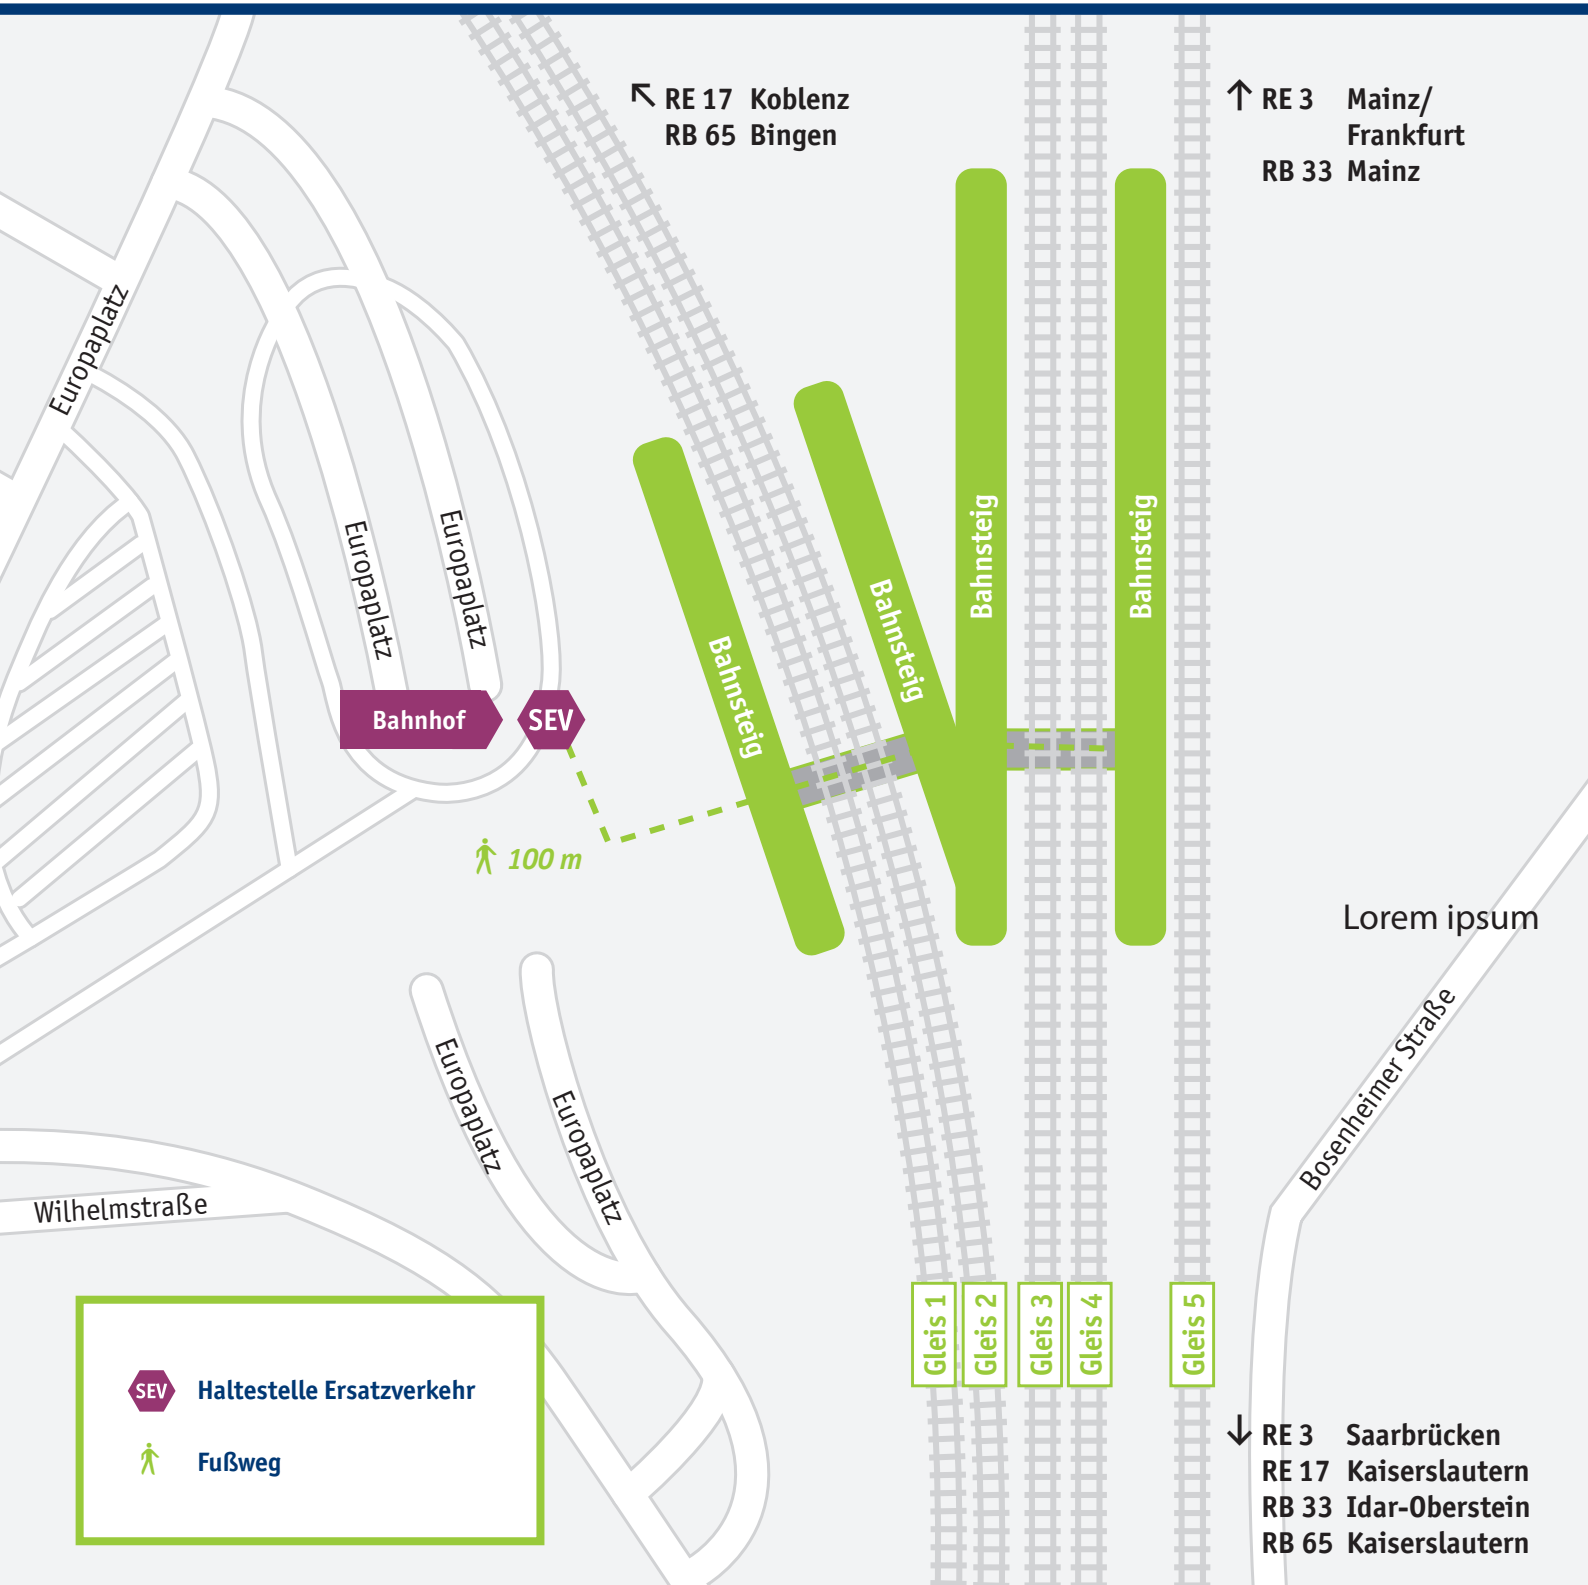 RE 17 Koblenz
RB 65 Bingen
RE 3 Mainz/
Frankfurt
RB 33 Mainz
Europaplatz
Europaplatz
Europaplatz
Bahnsteig
Bahnsteig
Bahnsteig
Bahnsteig
Bahnhof
SEV
100 m
Lorem ipsum
Bosenheimer Straße
Europaplatz
Europaplatz
Wilhelmstraße
Gleis 1
Gleis 2
Gleis 3
Gleis 4
Gleis 5
SEV Haltestelle Ersatzverkehr
Fußweg
RE 3 Saarbrücken
RE 17 Kaiserslautern
RB 33 Idar-Oberstein
RB 65 Kaiserslautern